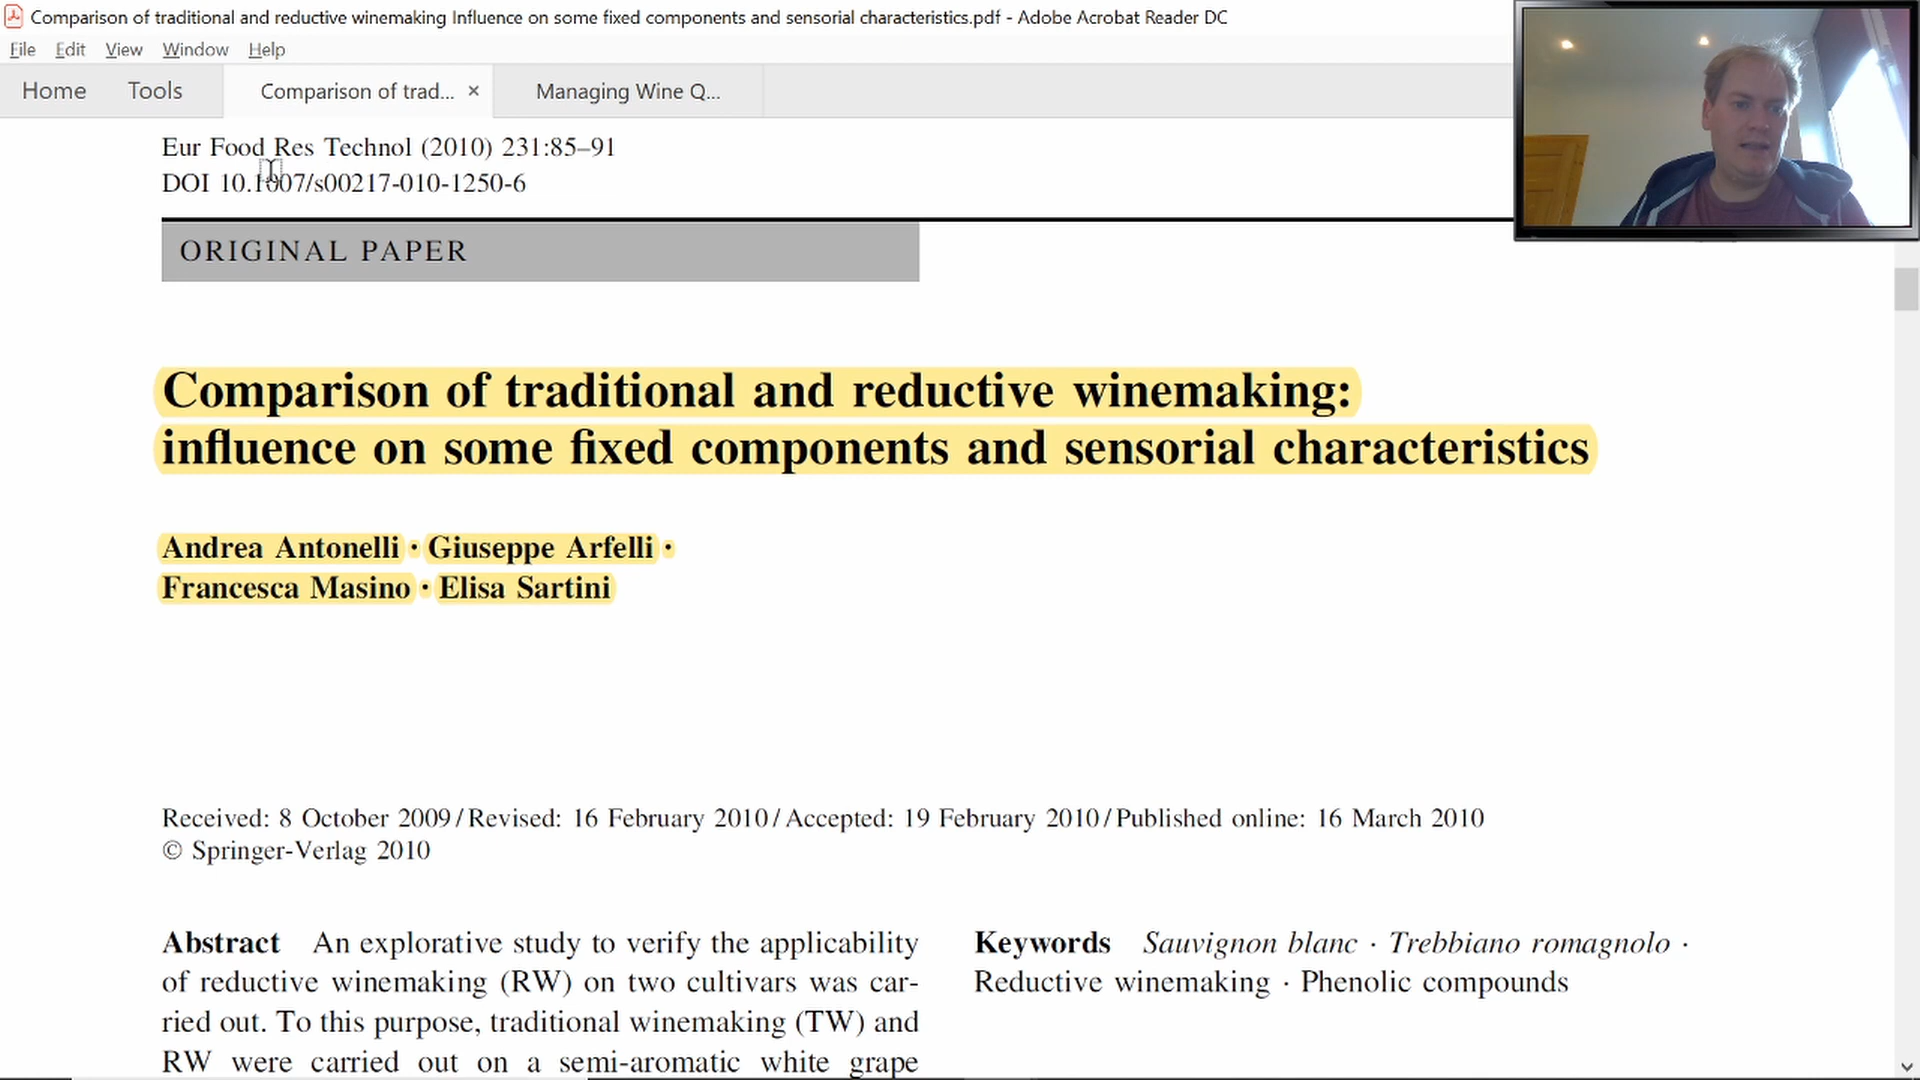 Comparison of traditional and reductive winemaking Influence on some fixed components and sensorial characteristics.pdf - Adobe Acrobat Reader DC
File Edit View Window Help
Home Tools Comparison of trad... × Managing Wine Q...
Eur Food Res Technol (2010) 231:85–91
DOI 10.1007/s00217-010-1250-6
ORIGINAL PAPER
Comparison of traditional and reductive winemaking:
influence on some fixed components and sensorial characteristics
Andrea Antonelli · Giuseppe Arfelli ·
Francesca Masino · Elisa Sartini
Received: 8 October 2009 / Revised: 16 February 2010 / Accepted: 19 February 2010 / Published online: 16 March 2010
© Springer-Verlag 2010
Abstract An explorative study to verify the applicability
of reductive winemaking (RW) on two cultivars was car-
ried out. To this purpose, traditional winemaking (TW) and
RW were carried out on a semi-aromatic white grape
Keywords Sauvignon blanc · Trebbiano romagnolo ·
Reductive winemaking · Phenolic compounds